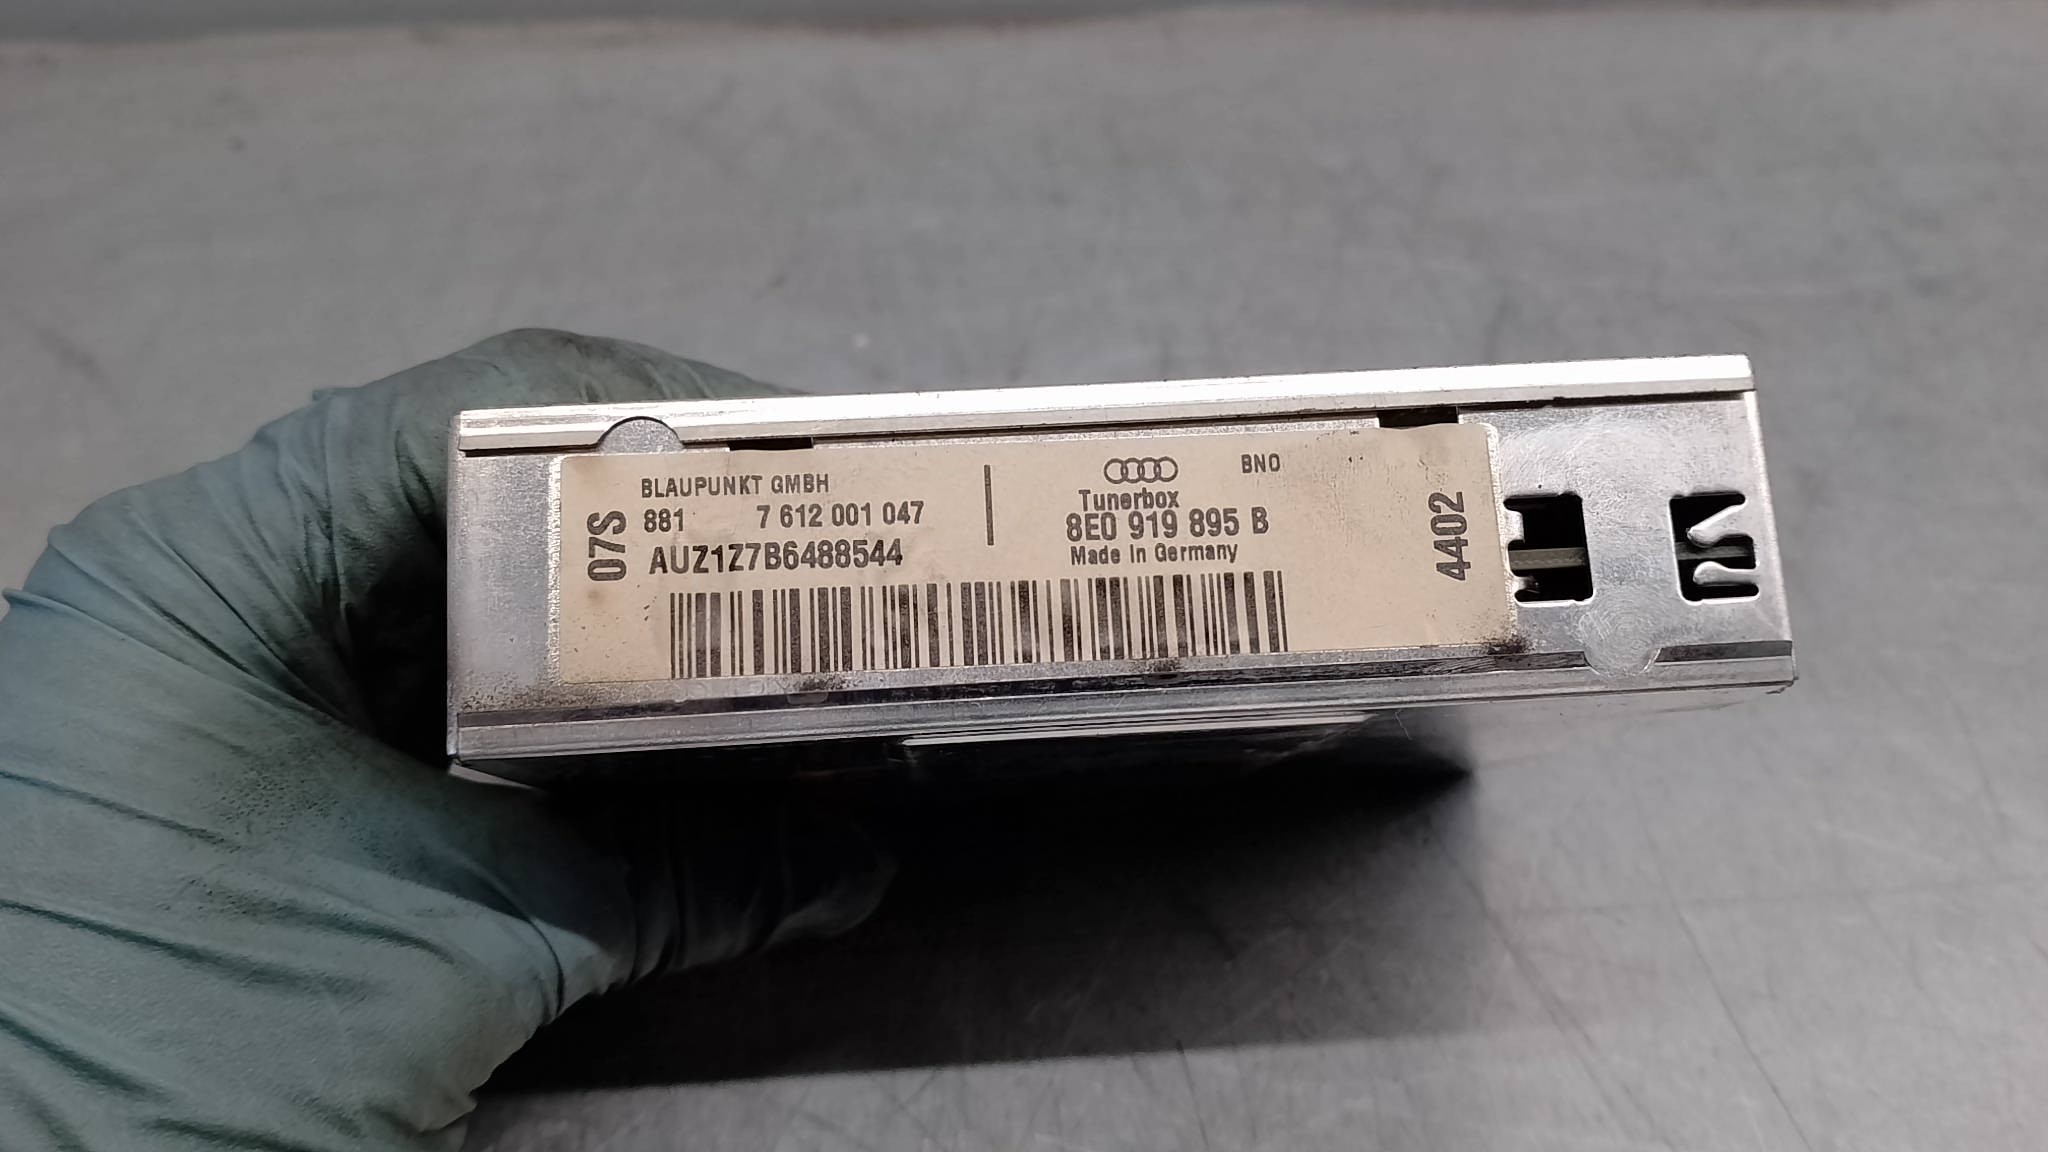 07S
BLAUPUNKT GMBH
881 7 612 001 047
AUZ1Z7B6488544
BNO
Tunerbox
8E0 919 895 B
Made in Germany
4402